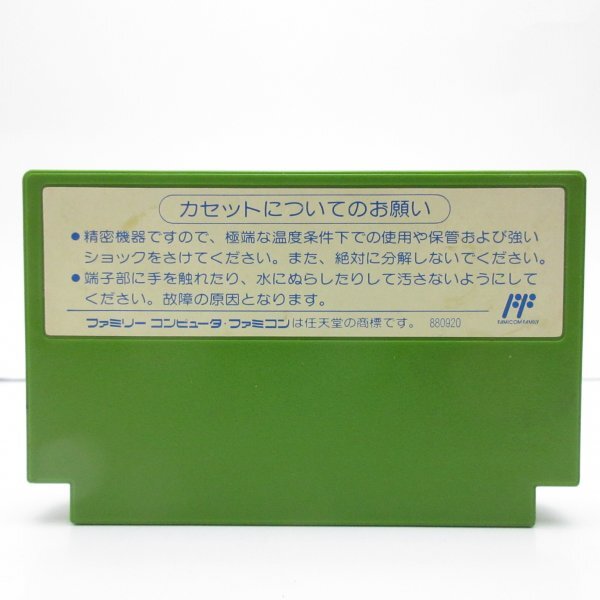 カセットについてのお願い
●精密機器ですので、極端な温度条件下での使用や保管および強い
ショックをさけてください。また、絶対に分解しないでください。
●端子部に手を触れたり、水にぬらしたりして汚さないようにして
ください。故障の原因となります。
FAMICOM FAMILY
ファミリー コンピュータ・ファミコンは任天堂の商標です。 880920